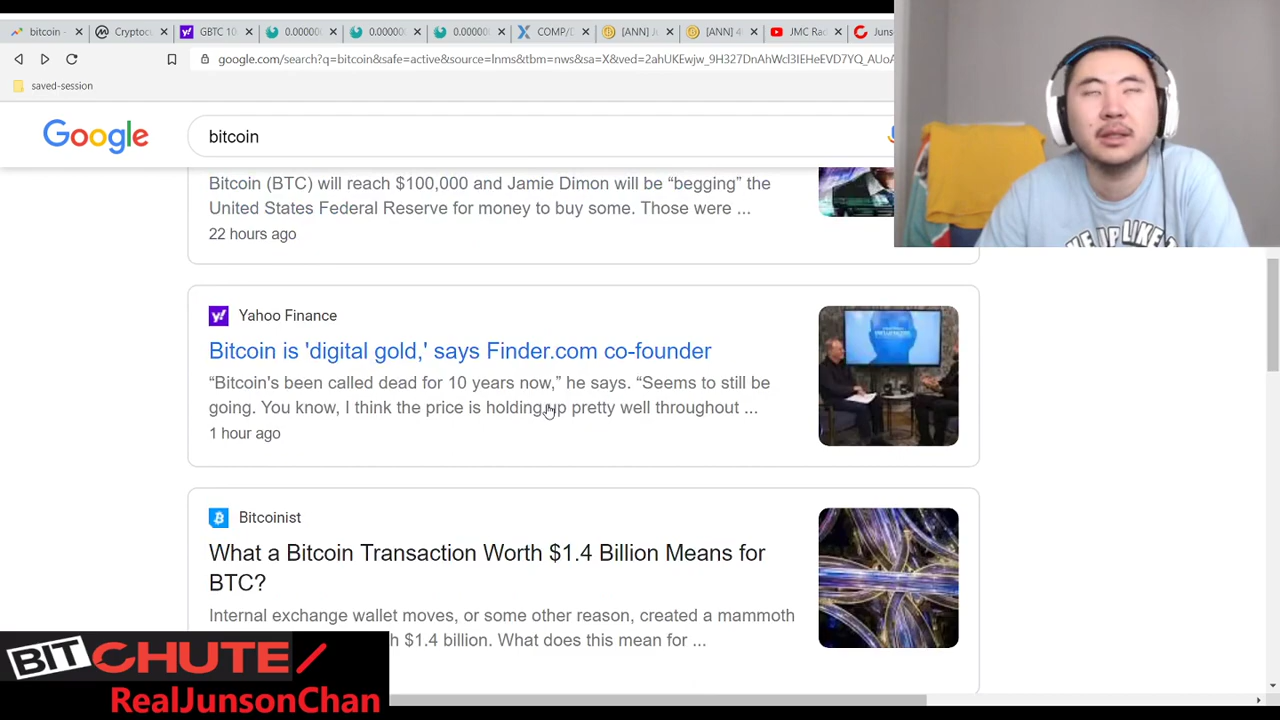 bitcoin -
Cryptoc
GBTC 10
0.00000
0.0000
0.0000
COMP/
[ANN] J
[ANN] 4
JMC Ra
Juns
google.com/search?q=bitcoin&safe=active&source=lnms&tbm=nws&sa=X&ved=2ahUKEwjw_9H327DnAhWcl3IEHeEVD7YQ_AUoA
saved-session
Google
bitcoin
Bitcoin (BTC) will reach $100,000 and Jamie Dimon will be “begging” the
United States Federal Reserve for money to buy some. Those were ...
22 hours ago
Yahoo Finance
Bitcoin is 'digital gold,' says Finder.com co-founder
“Bitcoin's been called dead for 10 years now,” he says. “Seems to still be
going. You know, I think the price is holding up pretty well throughout ...
1 hour ago
Bitcoinist
What a Bitcoin Transaction Worth $1.4 Billion Means for
BTC?
Internal exchange wallet moves, or some other reason, created a mammoth
h $1.4 billion. What does this mean for ...
BITCHUTE
RealJunsonChan